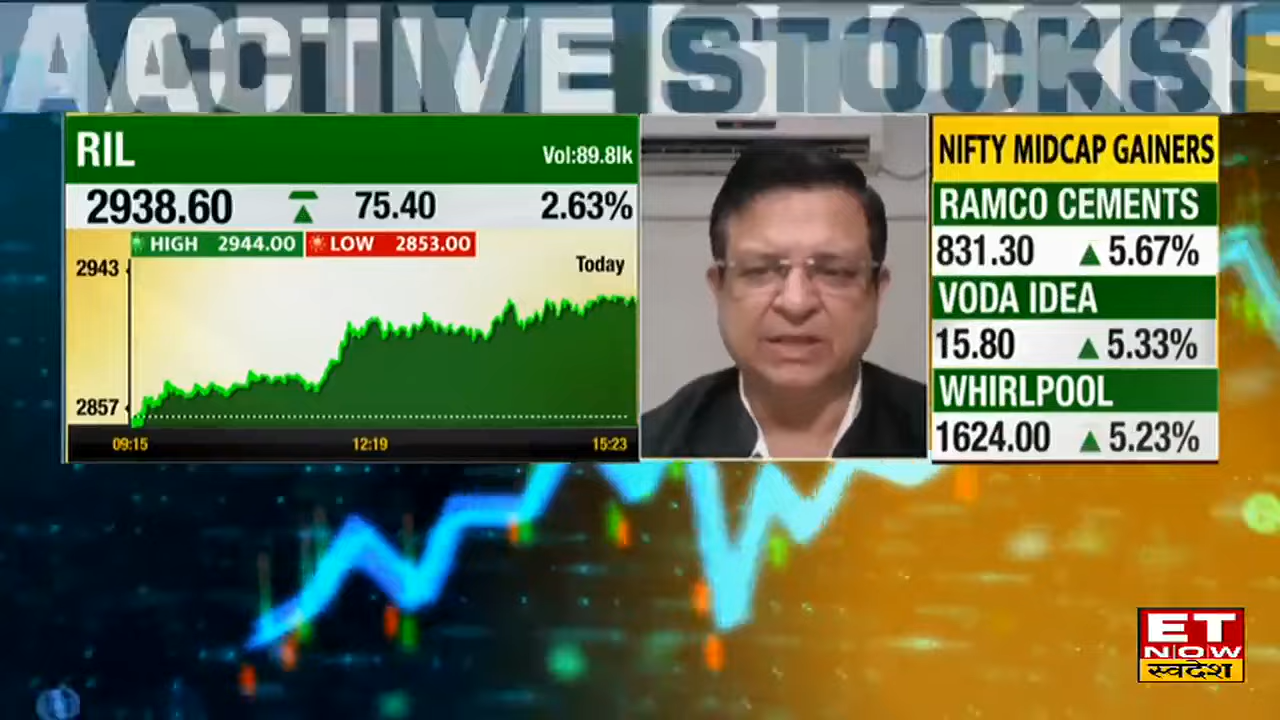 AACTIVE STOCKS
RIL
Vol:89.8lk
2938.60 75.40 2.63%
HIGH 2944.00 LOW 2853.00
2943
Today
2857
09:15 12:19 15:23
NIFTY MIDCAP GAINERS
RAMCO CEMENTS
831.30 5.67%
VODA IDEA
15.80 5.33%
WHIRLPOOL
1624.00 5.23%
ET
NOW
स्वदेश